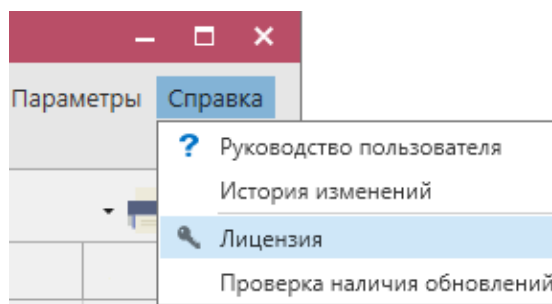 Параметры Справка
Руководство пользователя
История изменений
Лицензия
Проверка наличия обновлений